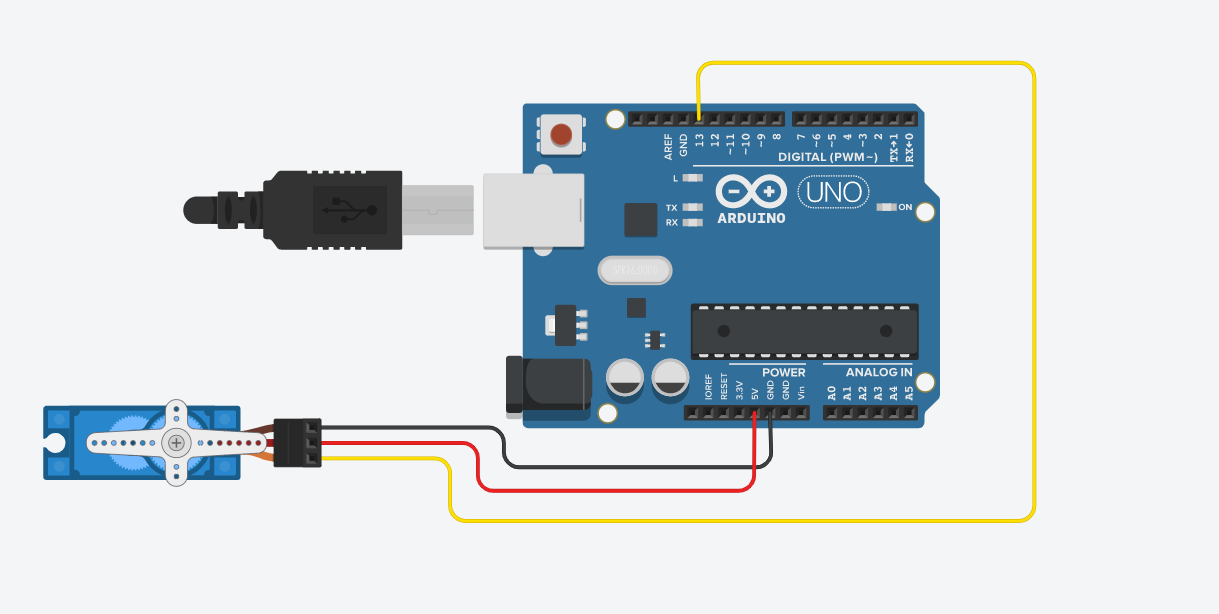 AREF
GND
13
12
~11
~10
~9
8
7
~6
~5
4
~3
2
TX→1
RX←0
DIGITAL (PWM~)
L
TX
RX
ARDUINO
UNO
ON
POWER
ANALOG IN
IOREF
RESET
3.3V
5V
GND
GND
Vin
A0
A1
A2
A3
A4
A5